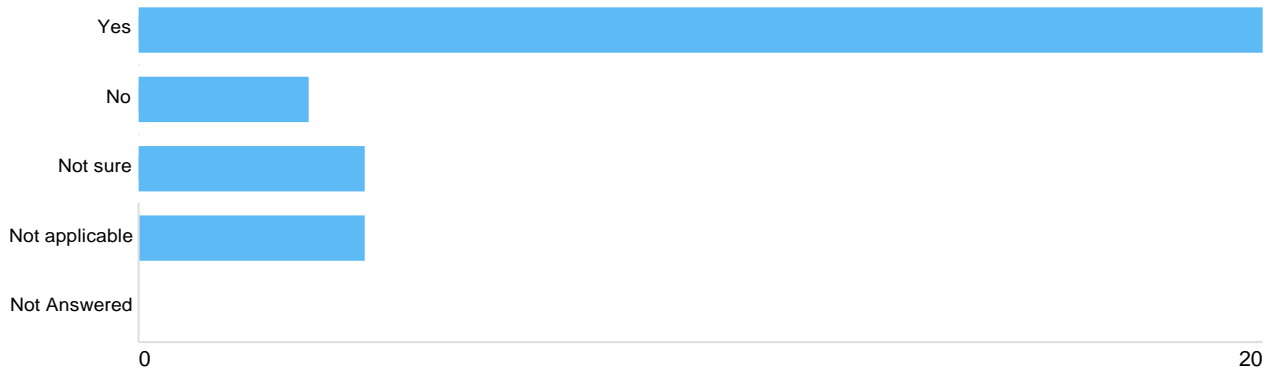 Yes
No
Not sure
Not applicable
Not Answered
0 20